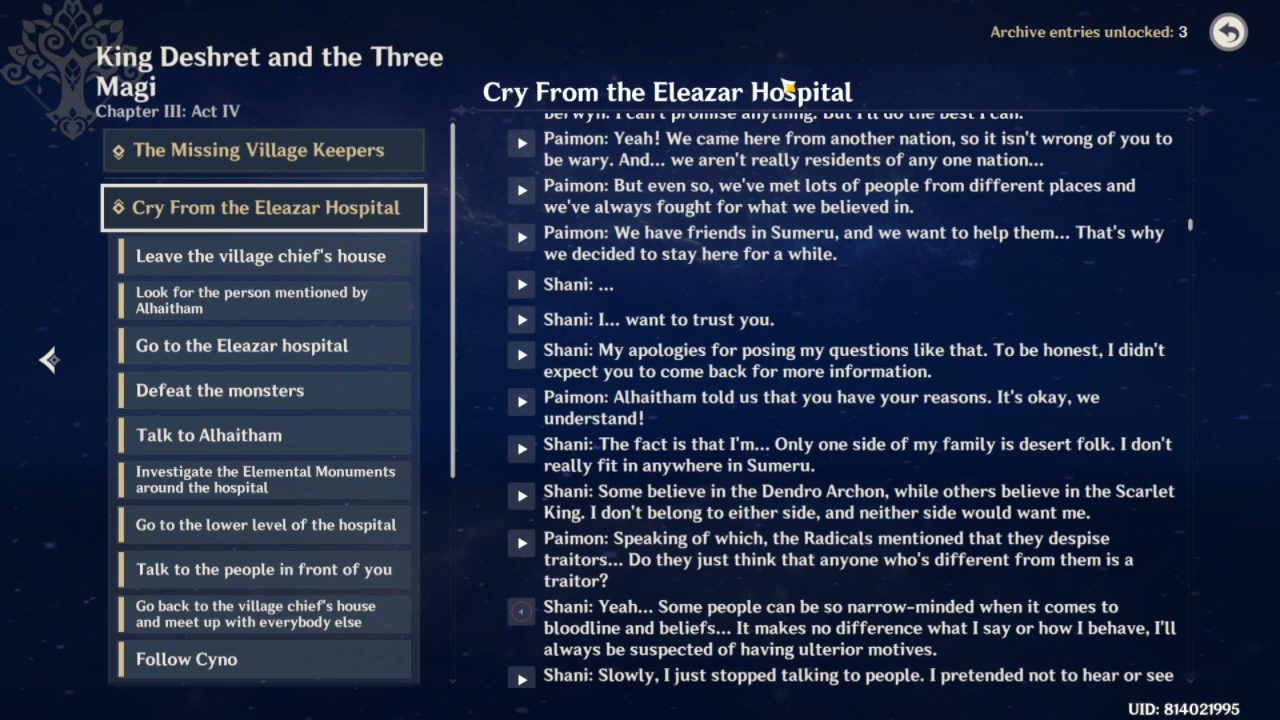 King Deshret and the Three
Magi
Chapter III: Act IV
Archive entries unlocked: 3
The Missing Village Keepers
Cry From the Eleazar Hospital
Leave the village chief's house
Look for the person mentioned by
Alhaitham
Go to the Eleazar hospital
Defeat the monsters
Talk to Alhaitham
Investigate the Elemental Monuments
around the hospital
Go to the lower level of the hospital
Talk to the people in front of you
Go back to the village chief's house
and meet up with everybody else
Follow Cyno
Cry From the Eleazar Hospital
Berwyn. I can't promise anything. But I'll do the best I can.
Paimon: Yeah! We came here from another nation, so it isn't wrong of you to
be wary. And... we aren't really residents of any one nation...
Paimon: But even so, we've met lots of people from different places and
we've always fought for what we believed in.
Paimon: We have friends in Sumeru, and we want to help them... That's why
we decided to stay here for a while.
Shani: ...
Shani: I... want to trust you.
Shani: My apologies for posing my questions like that. To be honest, I didn't
expect you to come back for more information.
Paimon: Alhaitham told us that you have your reasons. It's okay, we
understand!
Shani: The fact is that I'm... Only one side of my family is desert folk. I don't
really fit in anywhere in Sumeru.
Shani: Some believe in the Dendro Archon, while others believe in the Scarlet
King. I don't belong to either side, and neither side would want me.
Paimon: Speaking of which, the Radicals mentioned that they despise
traitors... Do they just think that anyone who's different from them is a
traitor?
Shani: Yeah... Some people can be so narrow-minded when it comes to
bloodline and beliefs... It makes no difference what I say or how I behave, I'll
always be suspected of having ulterior motives.
Shani: Slowly, I just stopped talking to people. I pretended not to hear or see
UID: 814021995